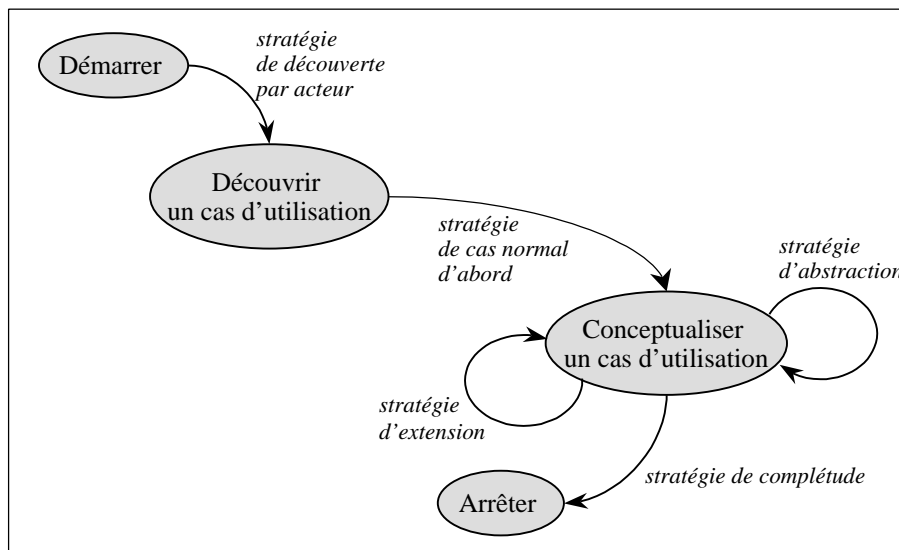 stratégie
de découverte
par acteur
Démarrer
Découvrir
un cas d'utilisation
stratégie
de cas normal
d'abord
stratégie
d'abstraction
Conceptualiser
un cas d'utilisation
stratégie
d'extension
stratégie de complétude
Arrêter